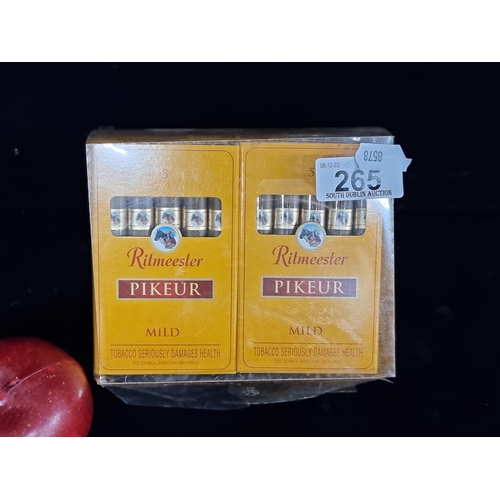 5
Ritmeester
PIKEUR
MILD
TOBACCO SERIOUSLY DAMAGES HEALTH
5
Ritmeester
PIKEUR
MILD
TOBACCO SERIOUSLY DAMAGES HEALTH
265
SOUTH DUBLIN AUCTION
8578